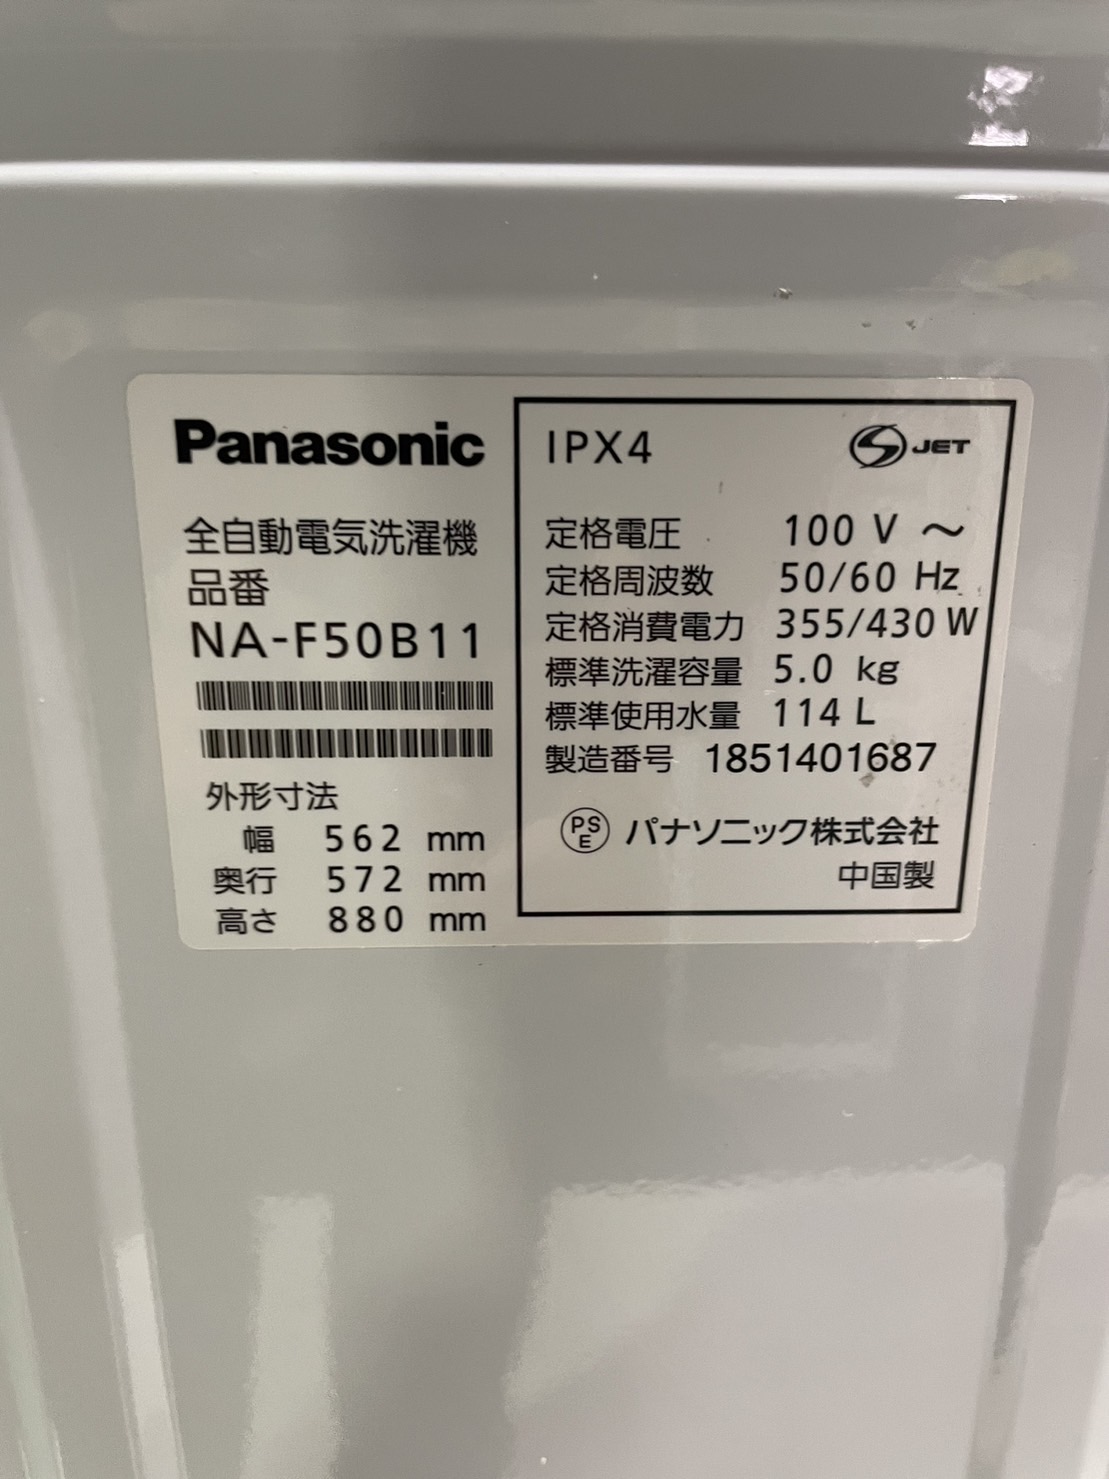 Panasonic
全自動電気洗濯機
品番
NA-F50B11
外形寸法
幅 562 mm
奥行 572 mm
高さ 880 mm
IPX4
S JET
定格電圧 100 V ～
定格周波数 50/60 Hz
定格消費電力 355/430 W
標準洗濯容量 5.0 kg
標準使用水量 114 L
製造番号 1851401687
PS
E パナソニック株式会社
中国製